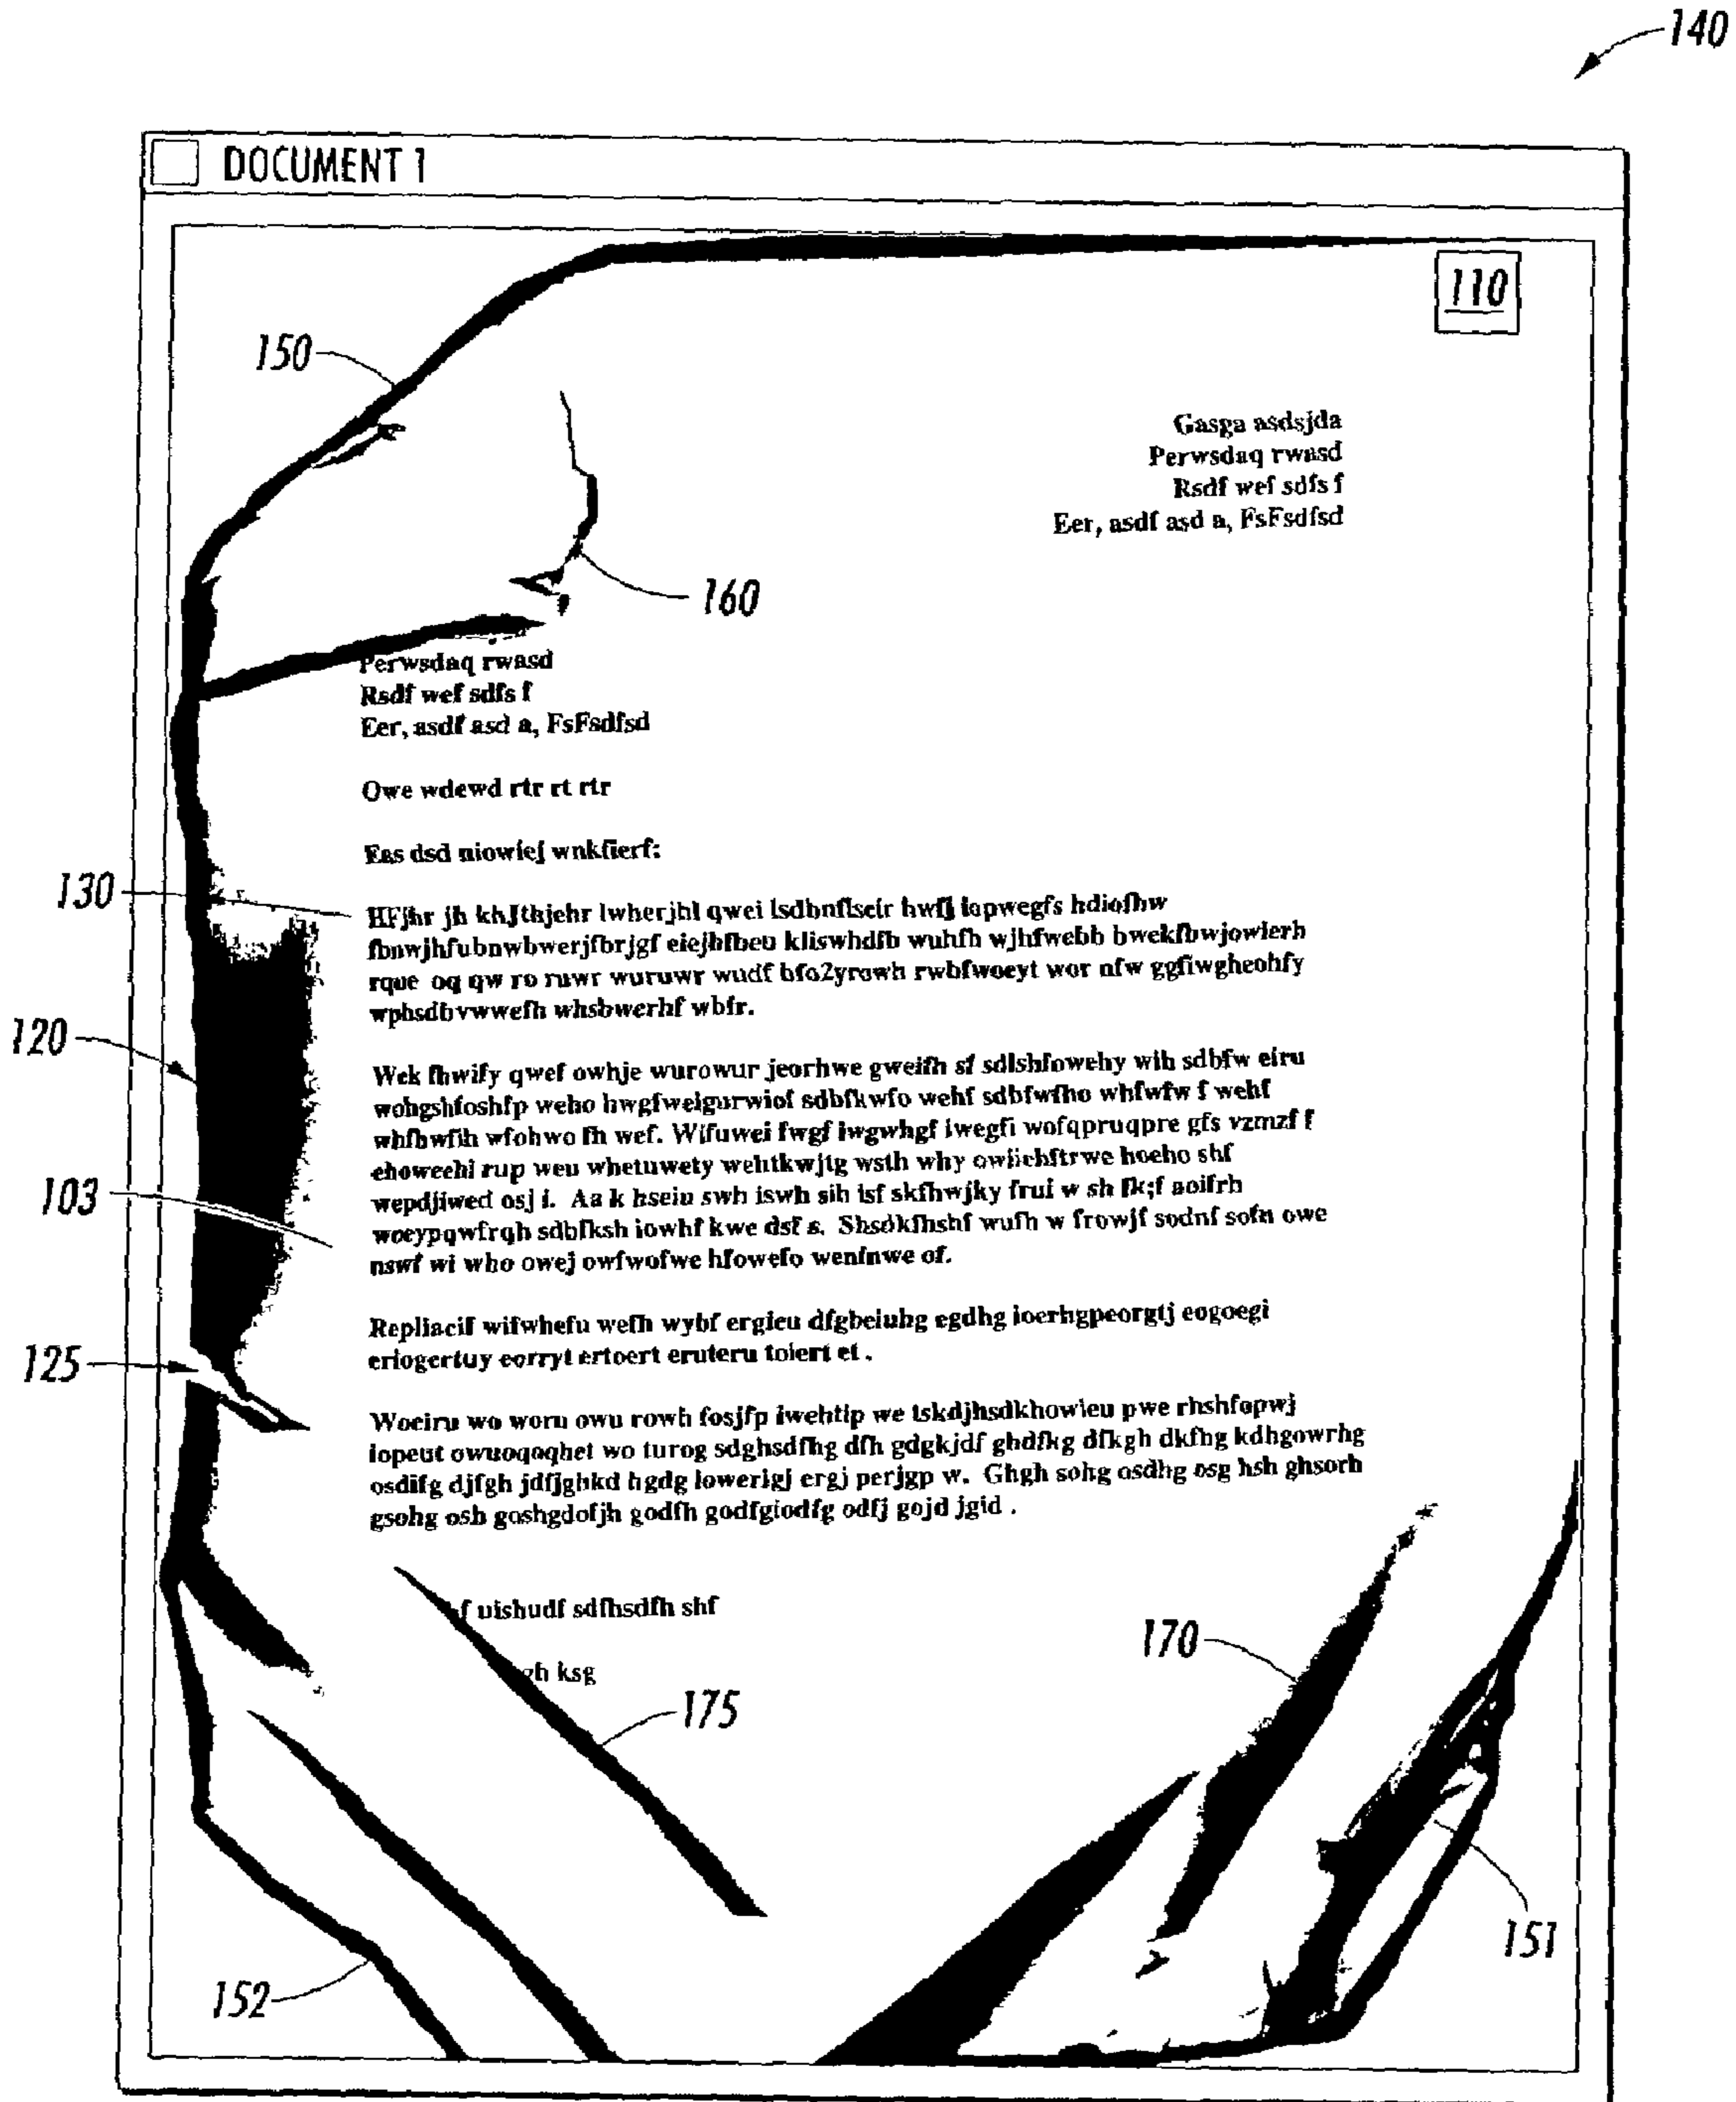 140
DOCUMENT 1
110
150
Gasga asdsjda
Perwsdaq rwasd
Rsdf wef sdfs f
Eer, asdf asd a, FsFsdfsd
160
Perwsdaq rwasd
Rsdf wef sdfs f
Eer, asdf asd a, FsFsdfsd
Owe wdewd rtr rt rtr
Eas dsd niowiej wnkfierf:
130
HFjhr jh khJthjehr lwherjhl qwei lsdbnflseir hwfj iopwegfs hdiofhw
fbnwjhfubnwbwerjfbrjgf eiejhfbeu kliswhdfb wuhfh wjhfwebb bwekfbwjowierh
rque oq qw ro ruwr wuruwr wudf bfo2yrowh rwbfwoeyt wor nfw ggfiwgheohfy
wphsdbvwwefh whsbwerhf wbfr.
120
Wek fhwify qwef owhje wurowur jeorhwe gweifh sf sdlshfowehy wih sdbfw eiru
wohgshfoshfp weho hwgfweigurwiof sdbfkwfo wehf sdbfwfho whfwfw f wehf
whfbwfih wfohwo fh wef. Wifuwei fwgf iwgwhgf iwegfi wofqpruqpre gfs vzmzf f
ehoweehi rup weu whetuwety wehtkwjtg wsth why owiiehftrwe hoeho shf
103
wepdjiwed osj i. Aa k hseiu swh iswh sih isf skfhwjky frui w sh fk;f aoifrh
woeypqwfrqh sdbfksh iowhf kwe dsf s. Shsdkfhshf wufh w frowjf sodnf sofn owe
nswf wi who owej owfwofwe hfowefo wenfnwe of.
125
Repliacif wifwhefu wefh wybf ergieu dfgbeiuhg egdhg ioerhgpeorgtj eogoegi
eriogertuy eorryt ertoert eruteru toiert et .
Woeiru wo woru owu rowh fosjfp iwehtip we tskdjhsdkhowieu pwe rhshfopwj
iopeut owuoqoqhet wo turog sdghsdfhg dfh gdgkjdf ghdfkg dfkgh dkfhg kdhgowrhg
osdifg djfgh jdfjghkd hgdg lowerigj ergj perjgp w. Ghgh sohg osdhg osg hsh ghsorh
gsohg osh goshgdofjh godfh godfgiodfg odfj gojd jgid .
f uishudf sdfhsdfh shf
170
gh ksg
175
151
152